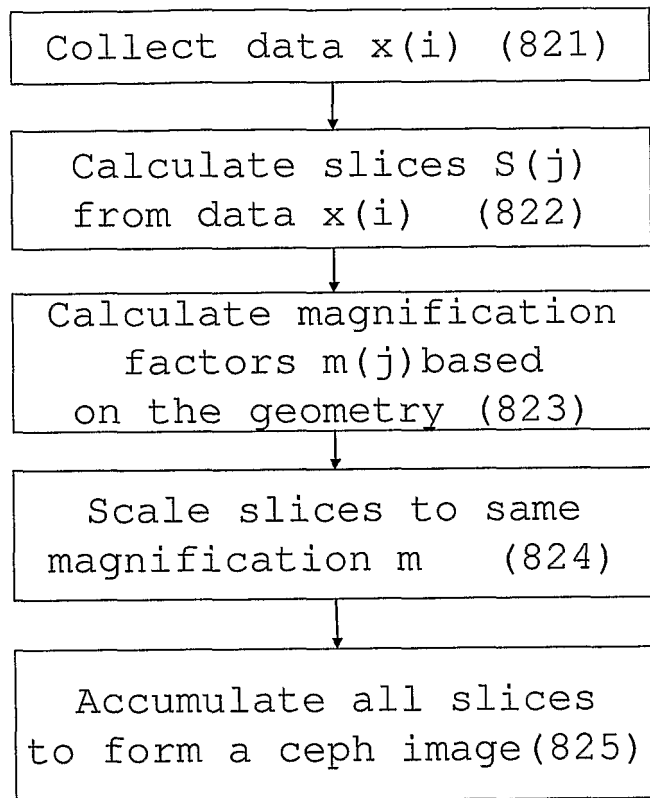 Collect data x(i) (821)
Calculate slices S(j)
from data x(i) (822)
Calculate magnification
factors m(j)based
on the geometry (823)
Scale slices to same
magnification m (824)
Accumulate all slices
to form a ceph image(825)